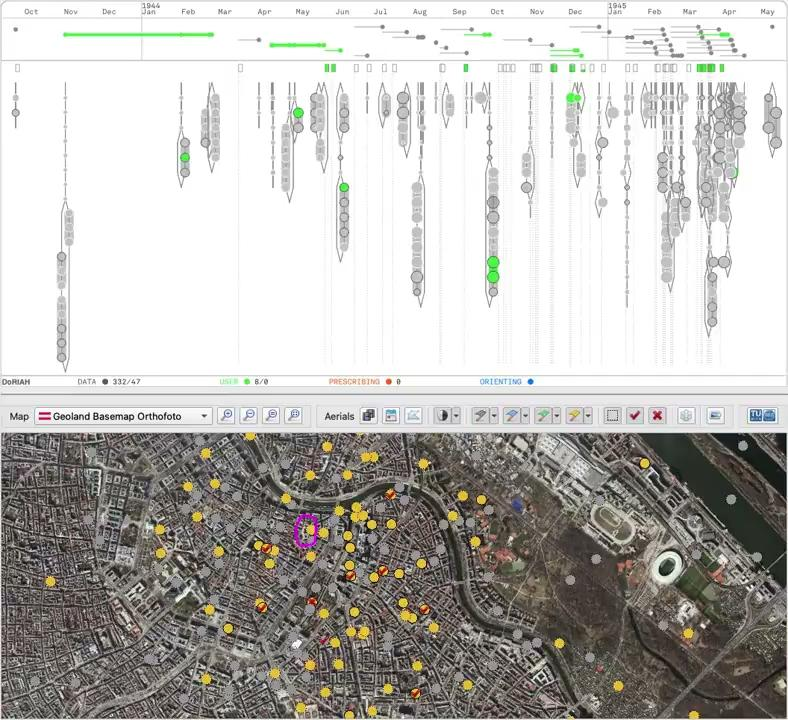 1944 1945
Oct Nov Dec Jan Feb Mar Apr May Jun Jul Aug Sep Oct Nov Dec Jan Feb Mar Apr May
DoRIAH DATA 332/47 USER 8/0 PRESCRIBING 0 ORIENTING
Map Geoland Basemap Orthofoto Aerials TU